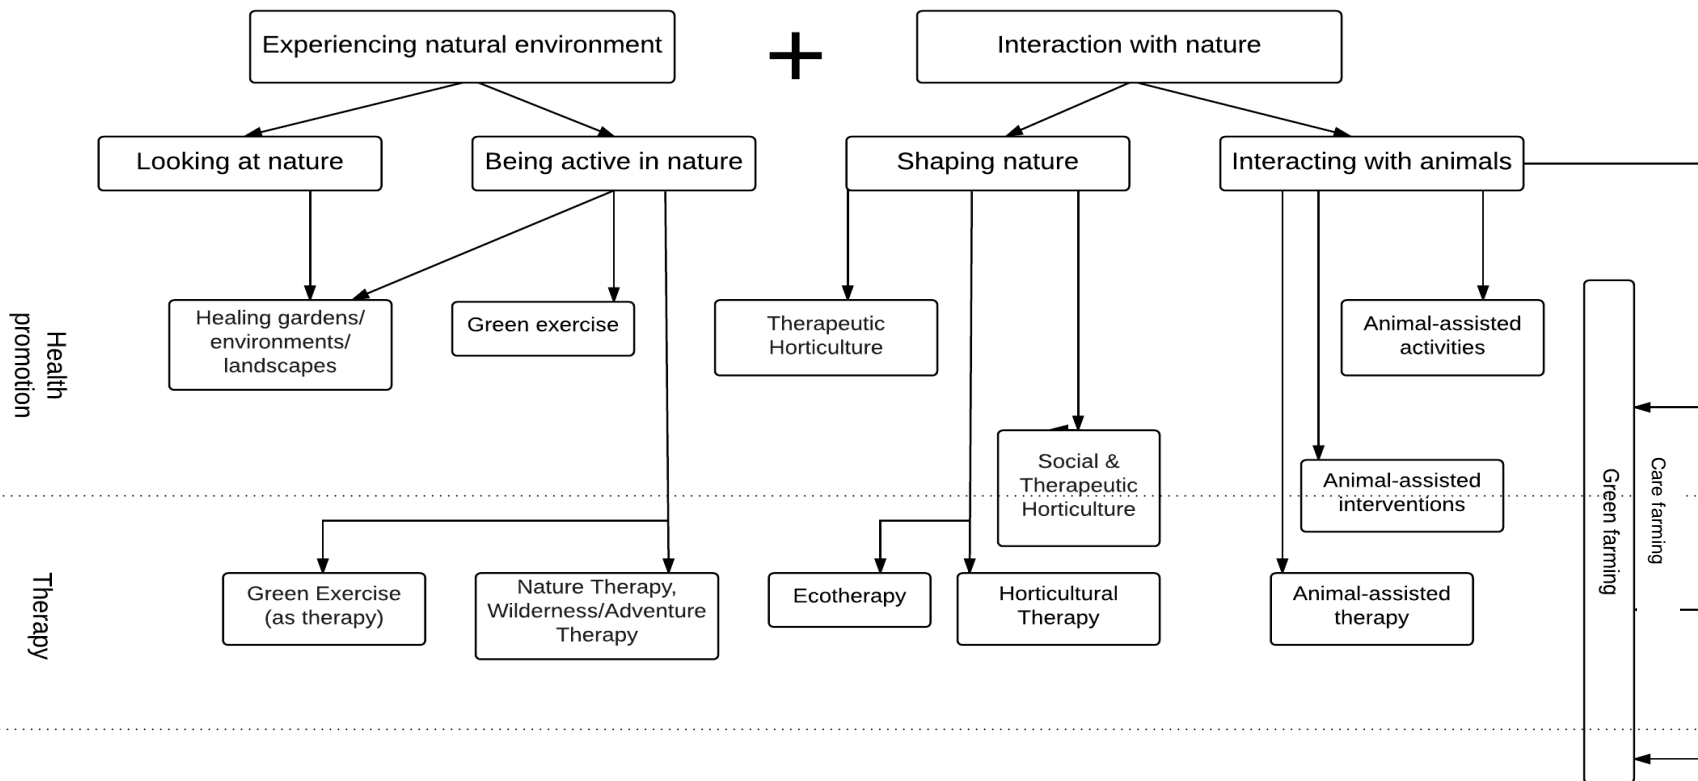 Experiencing natural environment
+
Interaction with nature
Looking at nature
Being active in nature
Shaping nature
Interacting with animals
Health
promotion
Healing gardens/
environments/
landscapes
Green exercise
Therapeutic
Horticulture
Animal-assisted
activities
Social &
Therapeutic
Horticulture
Animal-assisted
interventions
Green farming
Care farming
Therapy
Green Exercise
(as therapy)
Nature Therapy,
Wilderness/Adventure
Therapy
Ecotherapy
Horticultural
Therapy
Animal-assisted
therapy